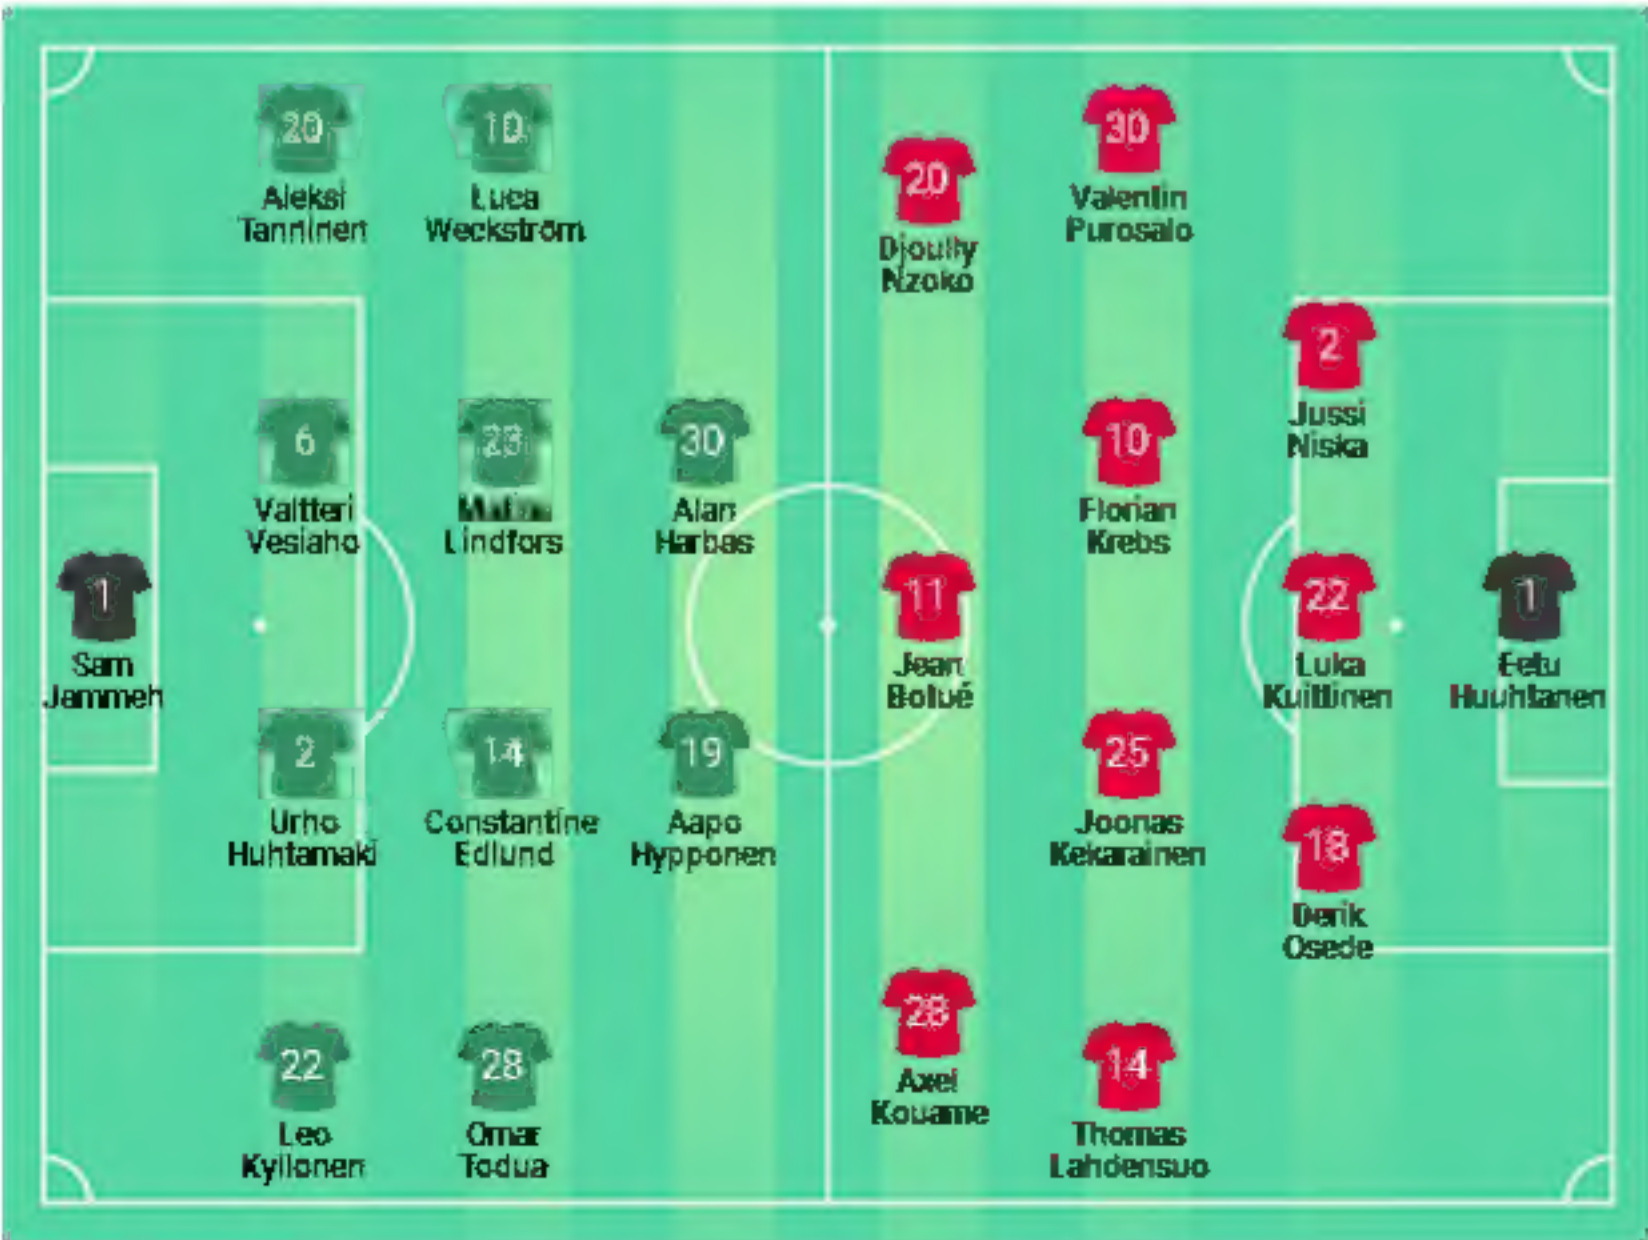 20
Aleksi
Tanninen
10
Luca
Weckström
20
Djoully
Nzoko
30
Valentin
Purosalo
6
Valtteri
Vesiaho
23
Lindfors
30
Alan
Harbas
10
Florian
Krebs
2
Jussi
Niska
1
Sam
Jammeh
11
Jean
Botué
22
Luka
Kuittinen
1
Eetu
Huuhtanen
2
Urho
Huhtamaki
14
Constantine
Edlund
19
Aapo
Hypponen
25
Joonas
Kekarainen
18
Derik
Osede
22
Leo
Kyllonen
28
Omar
Todua
28
Axel
Kouame
14
Thomas
Lahdensuo